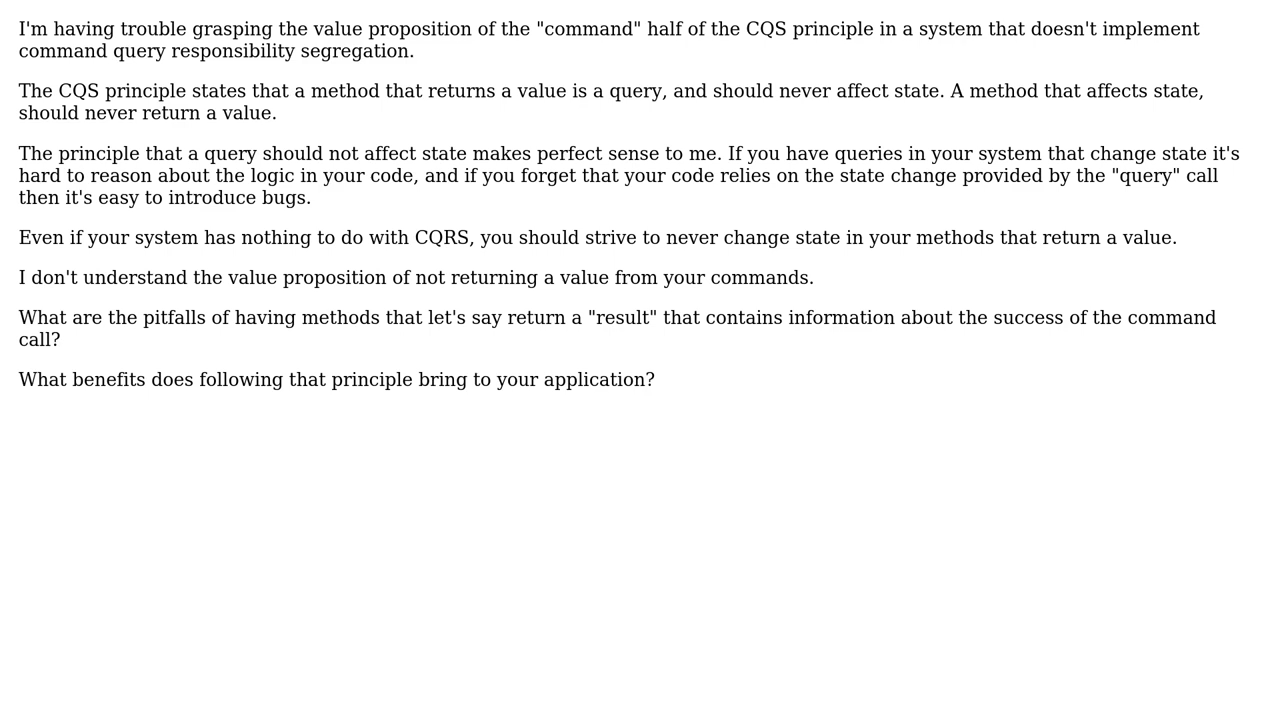 I'm having trouble grasping the value proposition of the "command" half of the CQS principle in a system that doesn't implement
command query responsibility segregation.
The CQS principle states that a method that returns a value is a query, and should never affect state. A method that affects state,
should never return a value.
The principle that a query should not affect state makes perfect sense to me. If you have queries in your system that change state it's
hard to reason about the logic in your code, and if you forget that your code relies on the state change provided by the "query" call
then it's easy to introduce bugs.
Even if your system has nothing to do with CQRS, you should strive to never change state in your methods that return a value.
I don't understand the value proposition of not returning a value from your commands.
What are the pitfalls of having methods that let's say return a "result" that contains information about the success of the command
call?
What benefits does following that principle bring to your application?